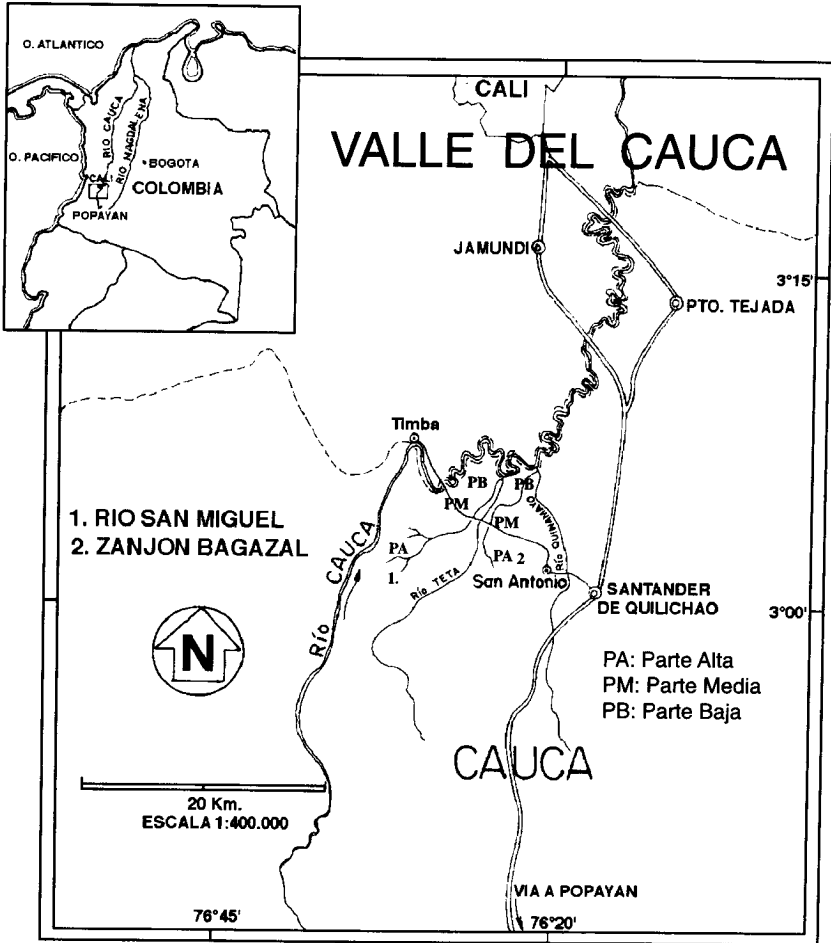 O. ATLANTICO
O. PACIFICO
RIO CAUCA
RIO MAGDALENA
BOGOTA
CALI
COLOMBIA
POPAYAN
CALI
VALLE DEL CAUCA
JAMUNDI
3°15'
PTO. TEJADA
Timba
PB
PB
PM
PM
1. RIO SAN MIGUEL
2. ZANJON BAGAZAL
Río CAUCA
PA
1.
PA 2
Río TETA
Río QUINAMAYO
San Antonio
SANTANDER
DE QUILICHAO
3°00'
N
PA: Parte Alta
PM: Parte Media
PB: Parte Baja
CAUCA
20 Km.
ESCALA 1:400.000
VIA A POPAYAN
76°45'
76°20'